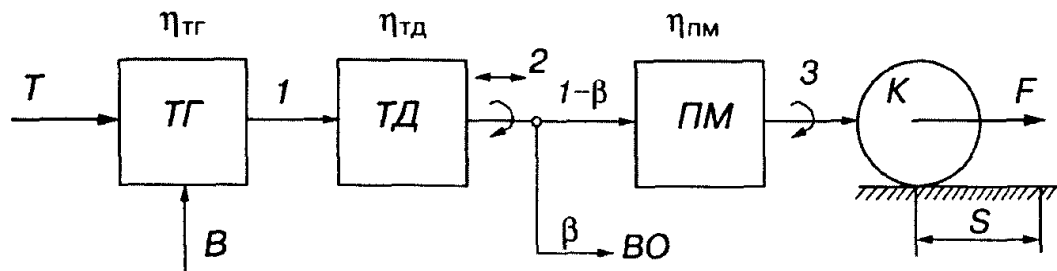 ηТГ ηТД ηПМ
Т ТГ 1 ТД 2 1-β ПМ 3 К F
В β ВО S